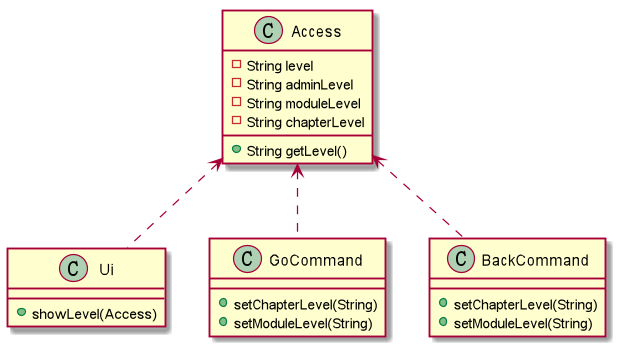 C Access
String level
String adminLevel
String moduleLevel
String chapterLevel
String getLevel()
C Ui
showLevel(Access)
C GoCommand
setChapterLevel(String)
setModuleLevel(String)
C BackCommand
setChapterLevel(String)
setModuleLevel(String)